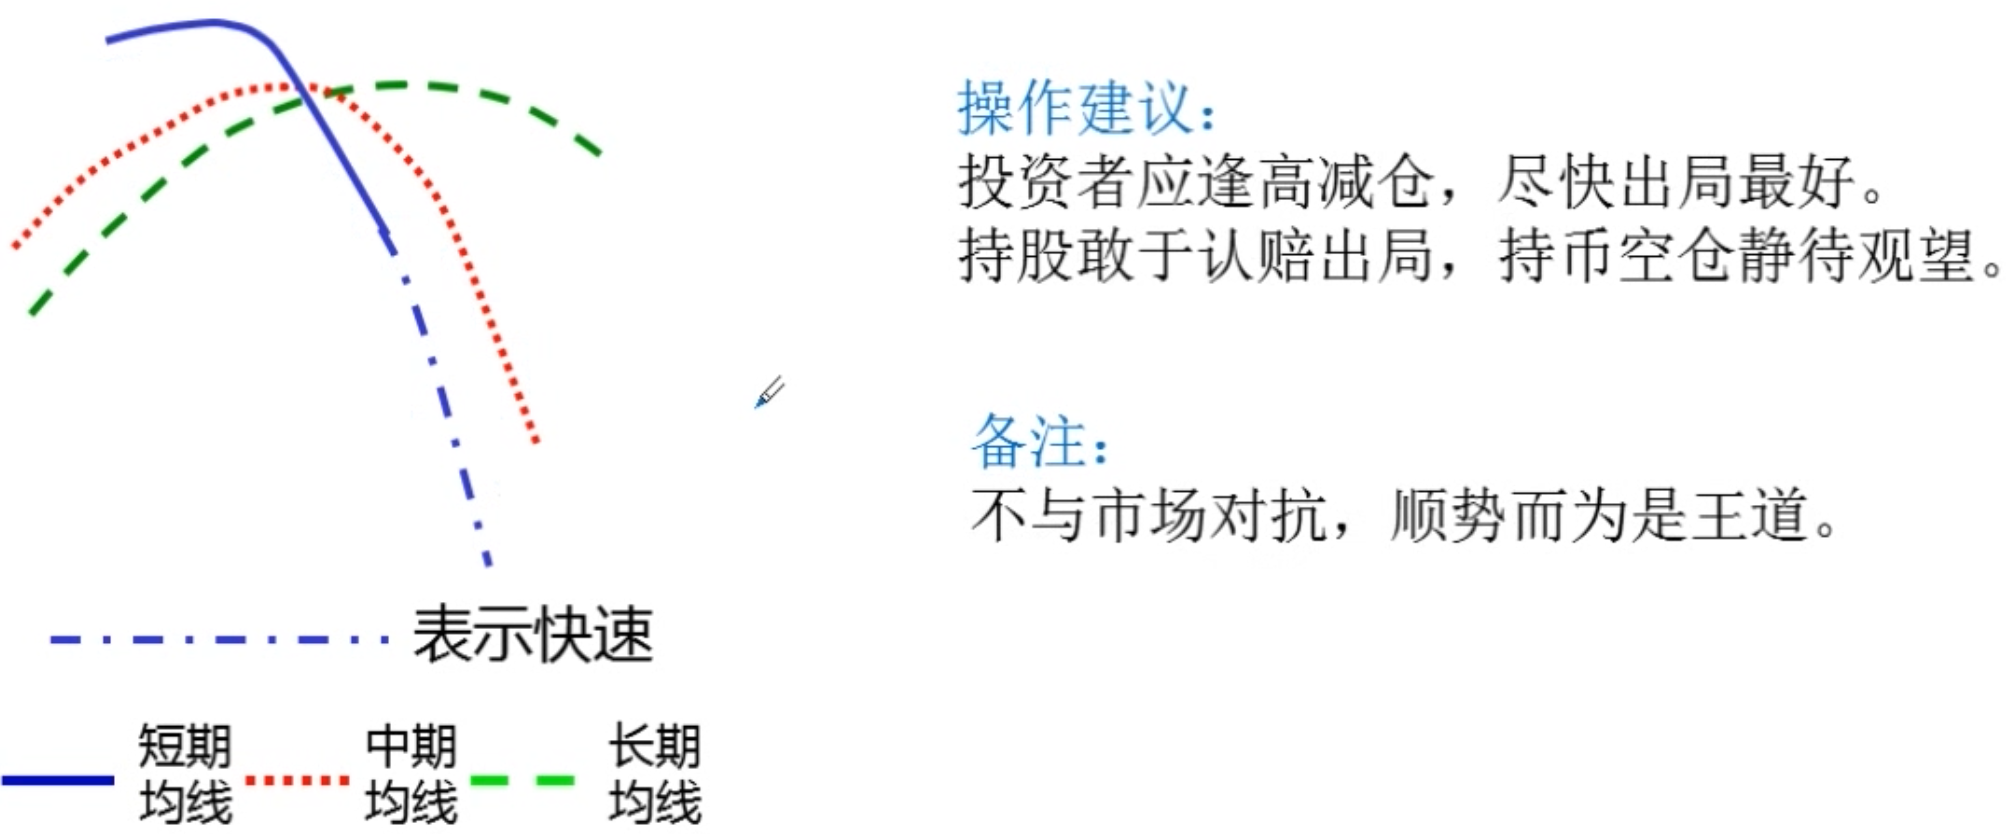 操作建议：
投资者应逢高减仓，尽快出局最好。
持股敢于认赔出局，持币空仓静待观望。
备注：
不与市场对抗，顺势而为是王道。
表示快速
短期
均线
中期
均线
长期
均线